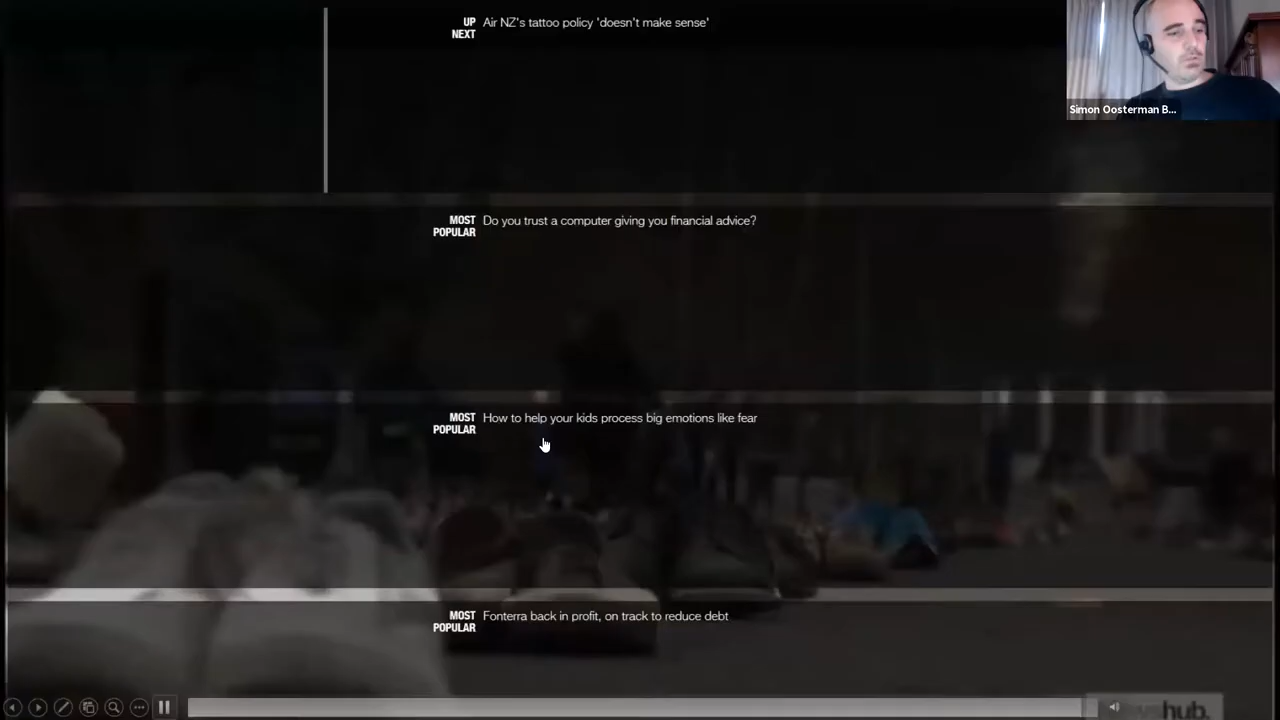 UP
NEXT
Air NZ's tattoo policy 'doesn't make sense'
Simon Oosterman B...
MOST
POPULAR
Do you trust a computer giving you financial advice?
MOST
POPULAR
How to help your kids process big emotions like fear
MOST
POPULAR
Fonterra back in profit, on track to reduce debt
hub.